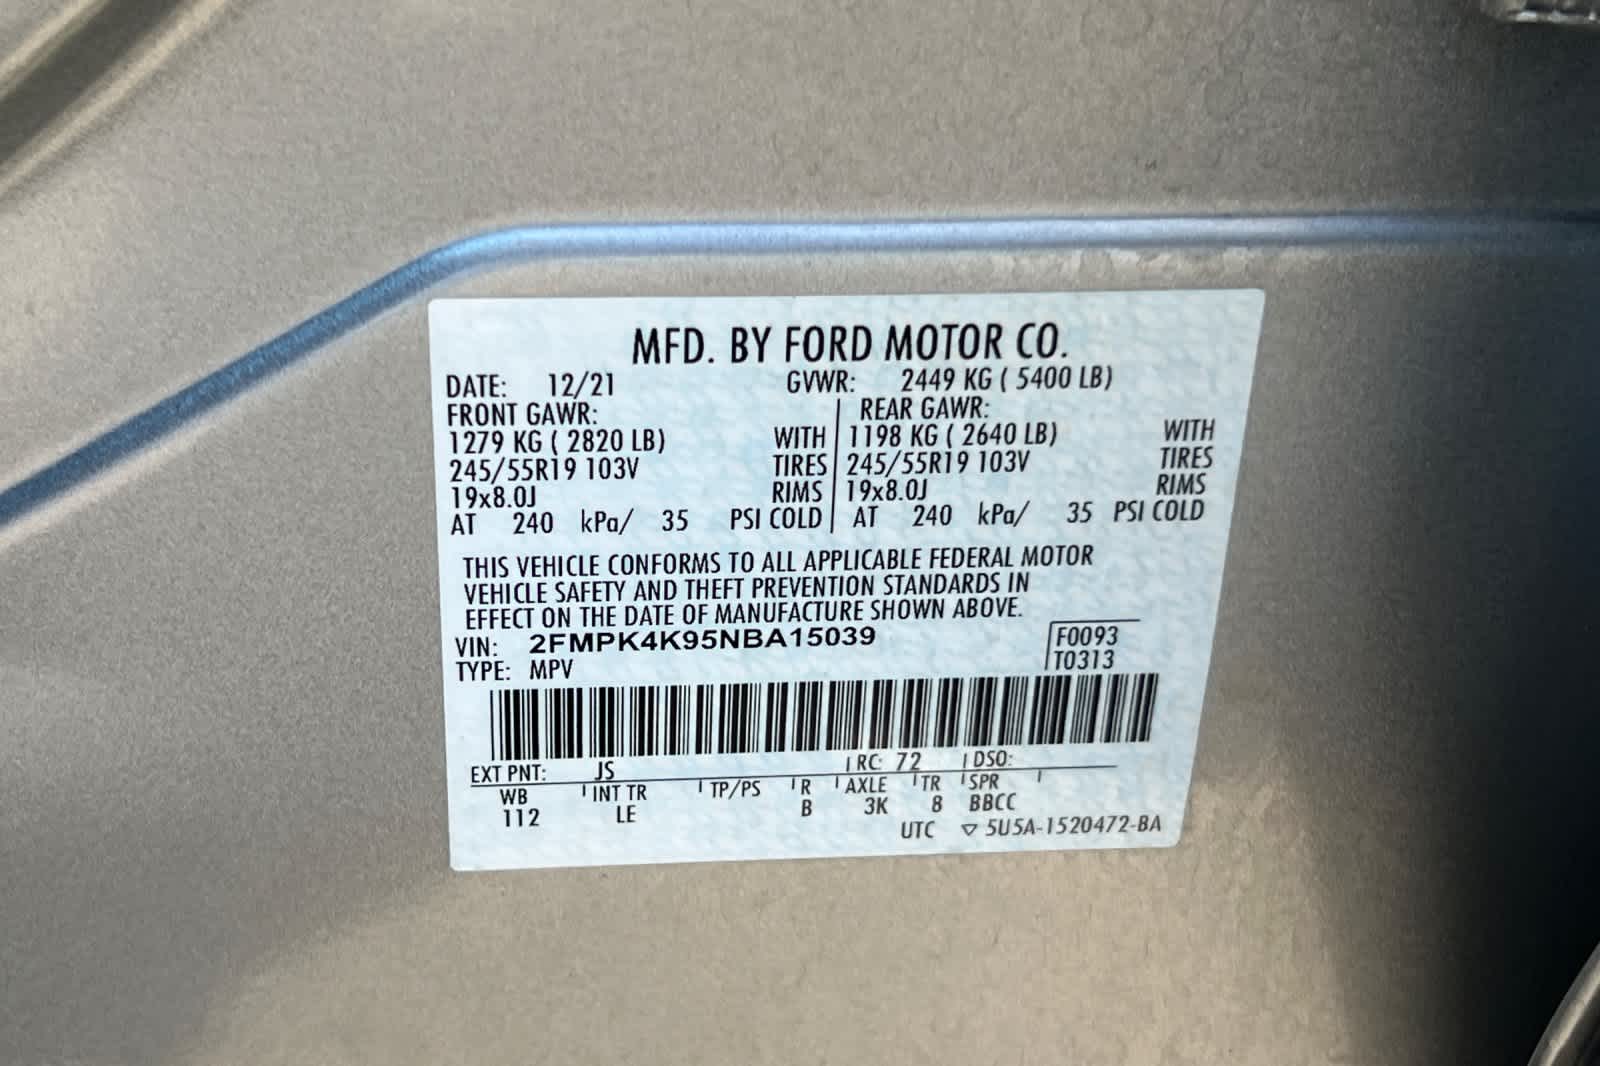 MFD. BY FORD MOTOR CO.
DATE: 12/21 GVWR: 2449 KG ( 5400 LB)
FRONT GAWR: REAR GAWR:
1279 KG ( 2820 LB) WITH 1198 KG ( 2640 LB) WITH
245/55R19 103V TIRES 245/55R19 103V TIRES
19x8.0J RIMS 19x8.0J RIMS
AT 240 kPa/ 35 PSI COLD AT 240 kPa/ 35 PSI COLD
THIS VEHICLE CONFORMS TO ALL APPLICABLE FEDERAL MOTOR
VEHICLE SAFETY AND THEFT PREVENTION STANDARDS IN
EFFECT ON THE DATE OF MANUFACTURE SHOWN ABOVE.
VIN: 2FMPK4K95NBA15039 F0093
TYPE: MPV T0313
EXT PNT: JS RC: 72 DSO:
WB INT TR TP/PS R AXLE TR SPR
112 LE B 3K 8 BBCC
UTC ▽ 5U5A-1520472-BA